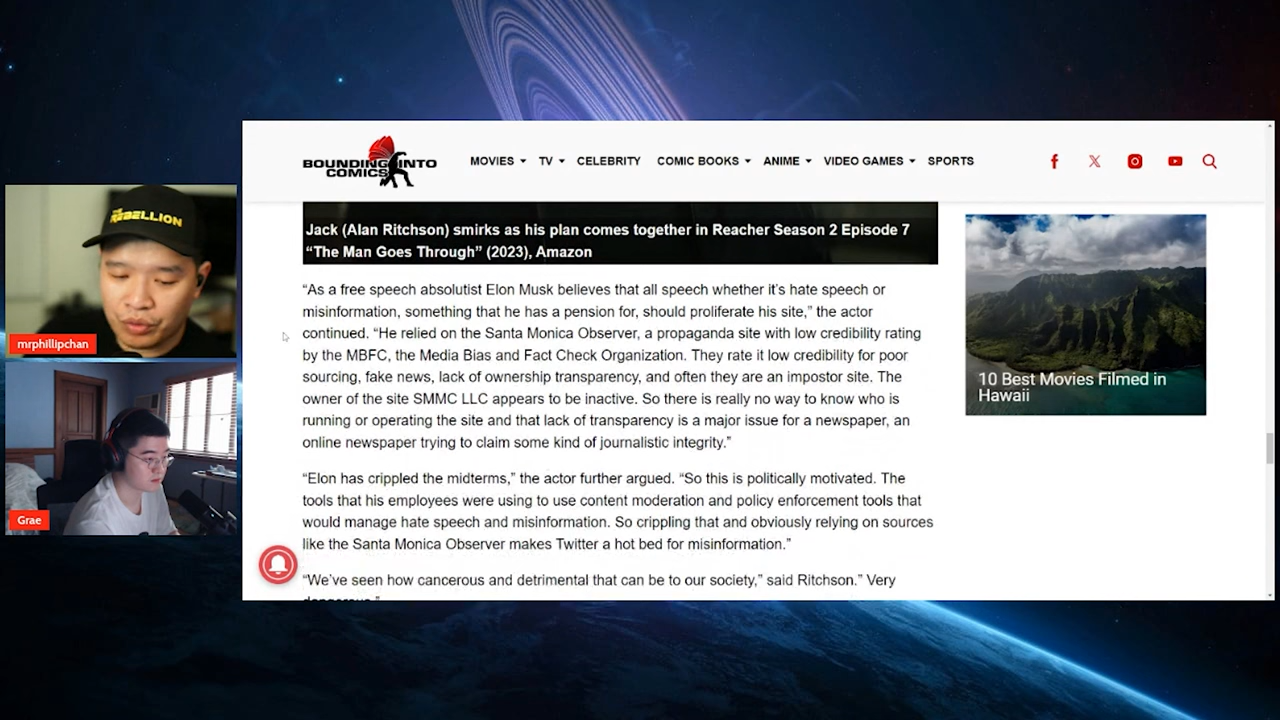 THE
REBELLION
mrphillipchan
Grae
BOUNDING INTO
COMICS
MOVIES TV CELEBRITY COMIC BOOKS ANIME VIDEO GAMES SPORTS
Jack (Alan Ritchson) smirks as his plan comes together in Reacher Season 2 Episode 7
“The Man Goes Through” (2023), Amazon
“As a free speech absolutist Elon Musk believes that all speech whether it’s hate speech or
misinformation, something that he has a pension for, should proliferate his site,” the actor
continued. “He relied on the Santa Monica Observer, a propaganda site with low credibility rating
by the MBFC, the Media Bias and Fact Check Organization. They rate it low credibility for poor
sourcing, fake news, lack of ownership transparency, and often they are an impostor site. The
owner of the site SMMC LLC appears to be inactive. So there is really no way to know who is
running or operating the site and that lack of transparency is a major issue for a newspaper, an
online newspaper trying to claim some kind of journalistic integrity.”
“Elon has crippled the midterms,” the actor further argued. “So this is politically motivated. The
tools that his employees were using to use content moderation and policy enforcement tools that
would manage hate speech and misinformation. So crippling that and obviously relying on sources
like the Santa Monica Observer makes Twitter a hot bed for misinformation.”
“We’ve seen how cancerous and detrimental that can be to our society,” said Ritchson.” Very
dangerous.”
10 Best Movies Filmed in
Hawaii